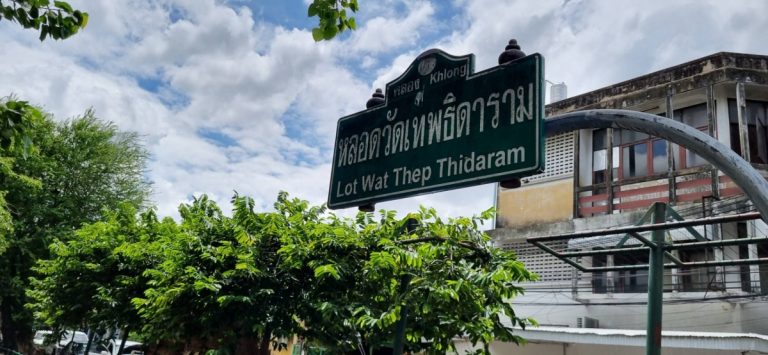 คลอง Khlong
หลอดวัดเทพธิดาราม
Lot Wat Thep Thidaram